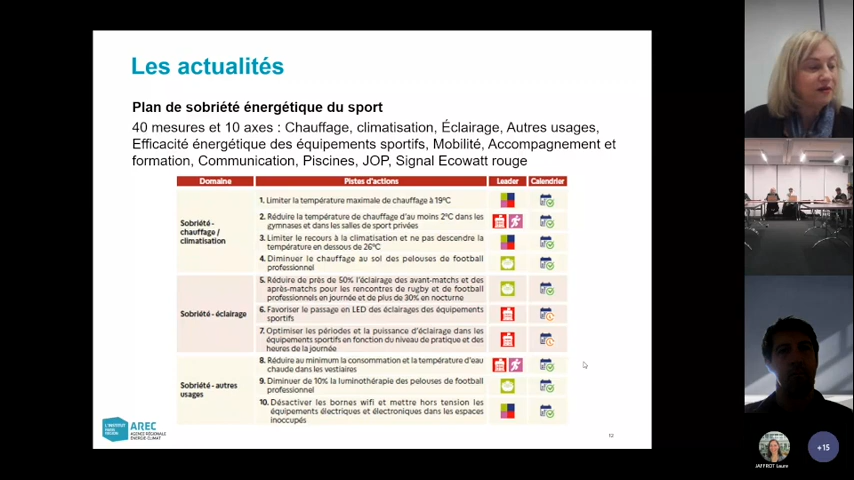 Les actualités
Plan de sobriété énergétique du sport
40 mesures et 10 axes : Chauffage, climatisation, Éclairage, Autres usages,
Efficacité énergétique des équipements sportifs, Mobilité, Accompagnement et
formation, Communication, Piscines, JOP, Signal Ecowatt rouge
Domaine Pistes d'actions Leader Calendrier
Sobriété -
chauffage /
climatisation
1. Limiter la température maximale de chauffage à 19°C
2. Réduire la température de chauffage d'au moins 2°C dans les
gymnases et dans les salles de sport privées
3. Limiter le recours à la climatisation et ne pas descendre la
température en dessous de 26°C
4. Diminuer le chauffage au sol des pelouses de football
professionnel
Sobriété - éclairage
5. Réduire de près de 50% l'éclairage des avant-matchs et des
après-matchs pour les rencontres de rugby et de football
professionnels en journée et de plus de 30% en nocturne
6. Favoriser le passage en LED des éclairages des équipements
sportifs
7. Optimiser les périodes et la puissance d'éclairage dans les
équipements sportifs en fonction du niveau de pratique et des
heures de la journée
Sobriété - autres
usages
8. Réduire au minimum la consommation et la température d'eau
chaude dans les vestiaires
9. Diminuer de 10% la luminothérapie des pelouses de football
professionnel
10. Désactiver les bornes wifi et mettre hors tension les
équipements électriques et électroniques dans les espaces
inoccupés
L'INSTITUT
PARIS
REGION
AREC
AGENCE RÉGIONALE
ÉNERGIE-CLIMAT
12
JAFFROT Laure
+15